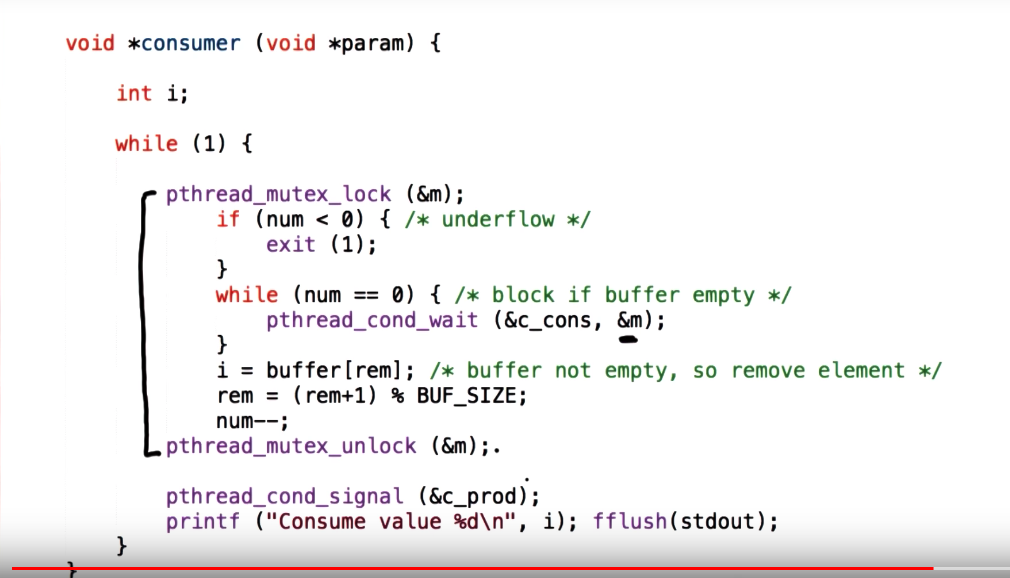 void *consumer (void *param) {
int i;
while (1) {
pthread_mutex_lock (&m);
if (num < 0) { /* underflow */
exit (1);
}
while (num == 0) { /* block if buffer empty */
pthread_cond_wait (&c_cons, &m);
}
i = buffer[rem]; /* buffer not empty, so remove element */
rem = (rem+1) % BUF_SIZE;
num--;
pthread_mutex_unlock (&m);.
pthread_cond_signal (&c_prod);
printf ("Consume value %d\n", i); fflush(stdout);
}
}